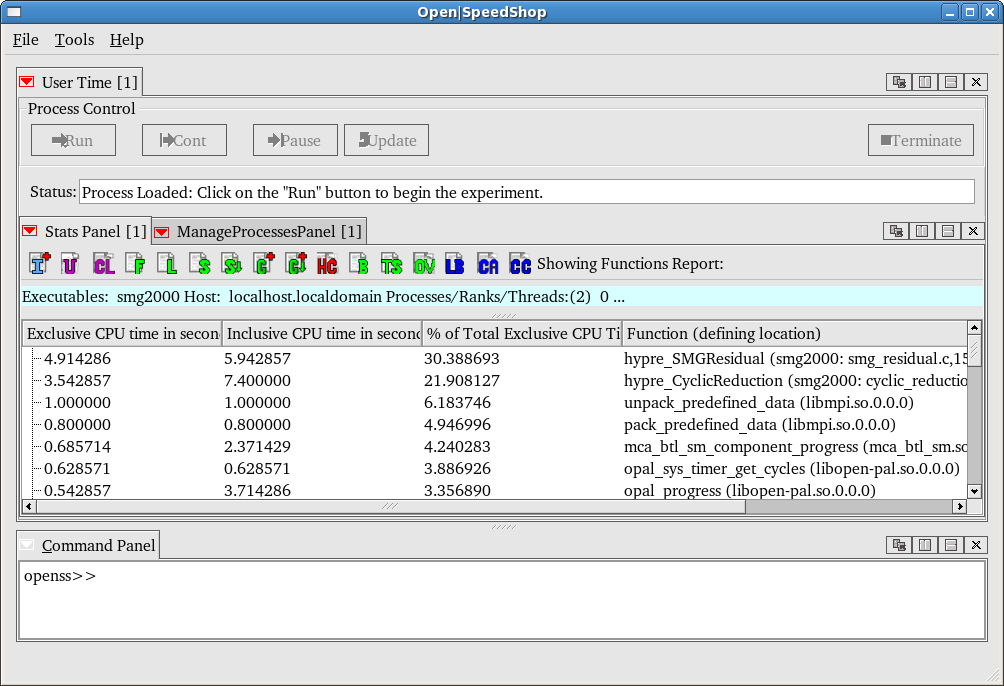 Open|SpeedShop
File Tools Help
User Time [1]
Process Control
Run Cont Pause Update Terminate
Status: Process Loaded: Click on the "Run" button to begin the experiment.
Stats Panel [1] ManageProcessesPanel [1]
I U CL F L S S C C HC B TS OV LB CA CC Showing Functions Report:
Executables: smg2000 Host: localhost.localdomain Processes/Ranks/Threads:(2) 0 ...
Exclusive CPU time in secon Inclusive CPU time in secon % of Total Exclusive CPU Ti Function (defining location)
4.914286 5.942857 30.388693 hypre_SMGResidual (smg2000: smg_residual.c,15
3.542857 7.400000 21.908127 hypre_CyclicReduction (smg2000: cyclic_reductio
1.000000 1.000000 6.183746 unpack_predefined_data (libmpi.so.0.0.0)
0.800000 0.800000 4.946996 pack_predefined_data (libmpi.so.0.0.0)
0.685714 2.371429 4.240283 mca_btl_sm_component_progress (mca_btl_sm.so
0.628571 0.628571 3.886926 opal_sys_timer_get_cycles (libopen-pal.so.0.0.0)
0.542857 3.714286 3.356890 opal_progress (libopen-pal.so.0.0.0)
Command Panel
openss>>